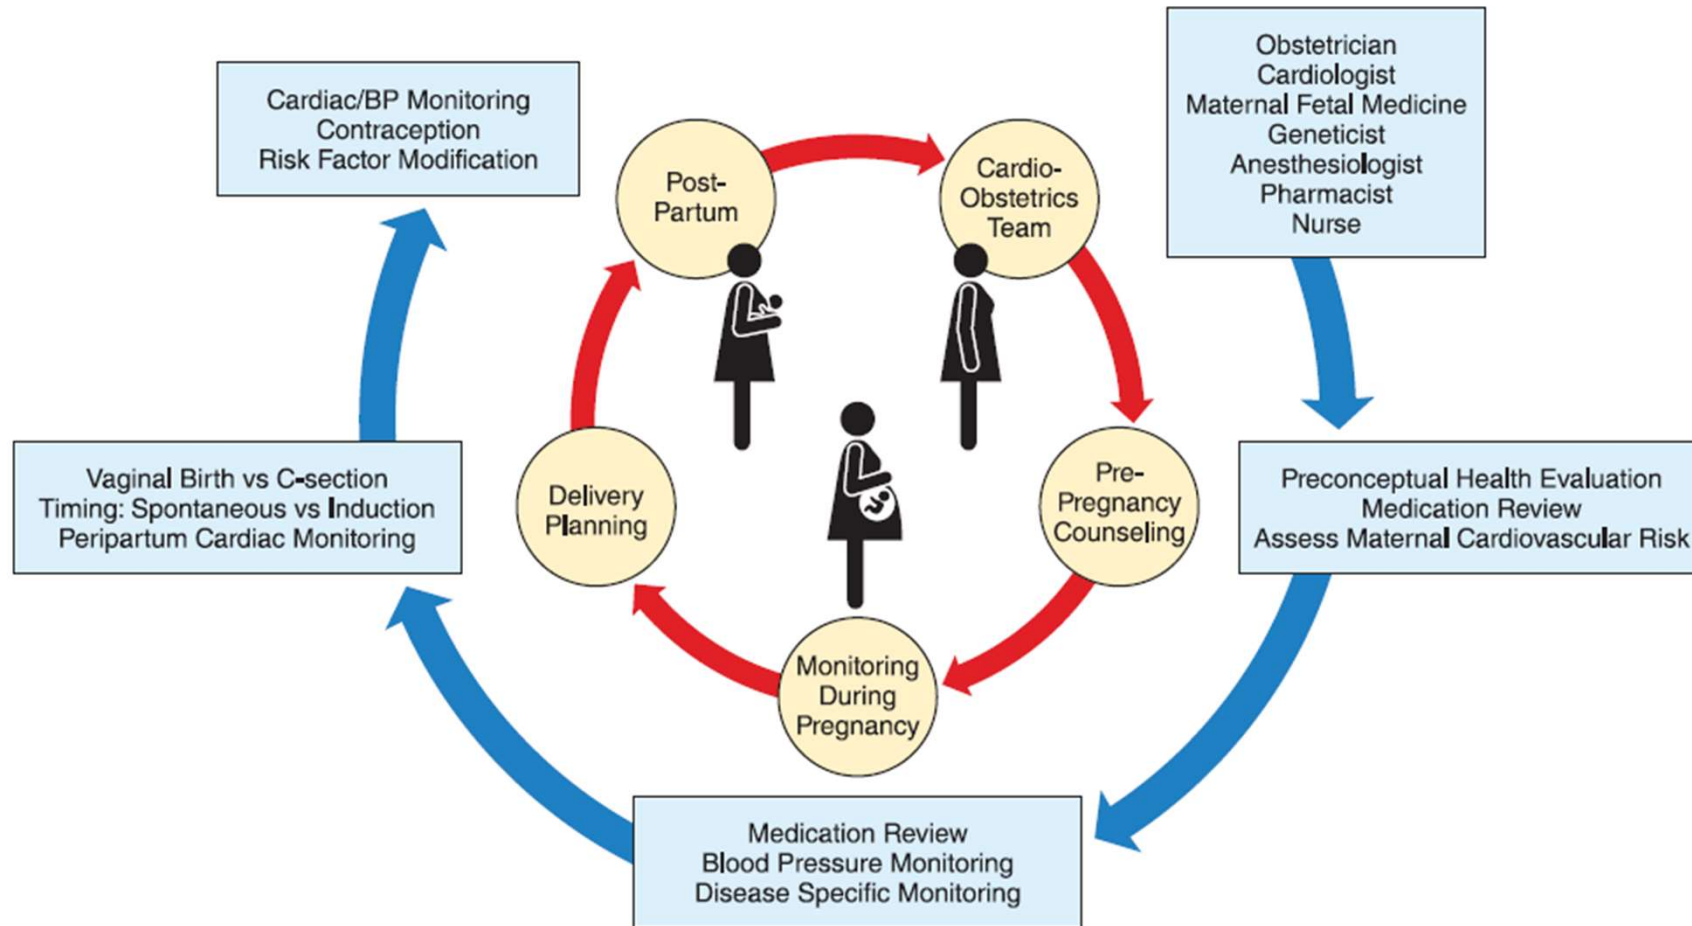 Obstetrician
Cardiologist
Maternal Fetal Medicine
Geneticist
Anesthesiologist
Pharmacist
Nurse
Cardiac/BP Monitoring
Contraception
Risk Factor Modification
Post-
Partum
Cardio-
Obstetrics
Team
Vaginal Birth vs C-section
Timing: Spontaneous vs Induction
Peripartum Cardiac Monitoring
Delivery
Planning
Pre-
Pregnancy
Counseling
Preconceptual Health Evaluation
Medication Review
Assess Maternal Cardiovascular Risk
Monitoring
During
Pregnancy
Medication Review
Blood Pressure Monitoring
Disease Specific Monitoring